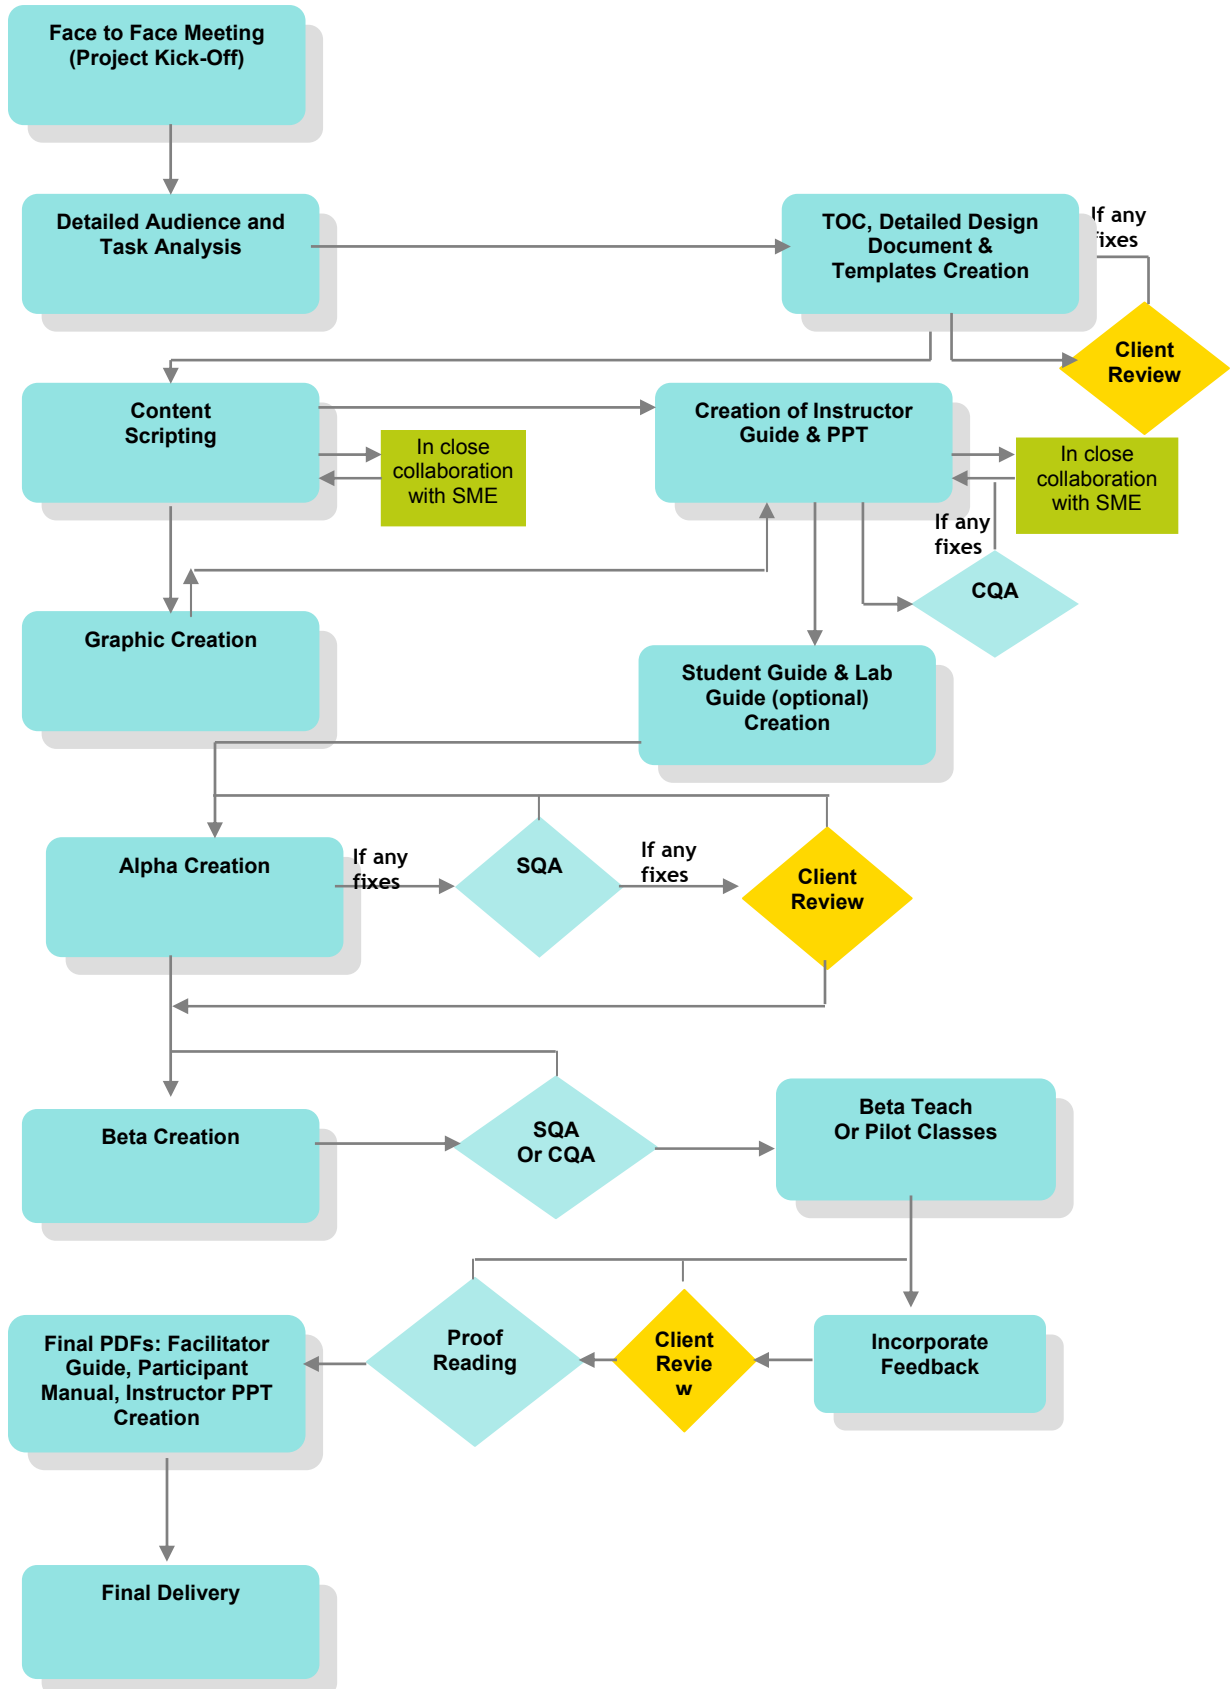 Face to Face Meeting
(Project Kick-Off)
Detailed Audience and
Task Analysis
TOC, Detailed Design
Document &
Templates Creation
If any
fixes
Client
Review
Content
Scripting
In close
collaboration
with SME
Creation of Instructor
Guide & PPT
In close
collaboration
with SME
If any
fixes
CQA
Graphic Creation
Student Guide & Lab
Guide (optional)
Creation
Alpha Creation
If any
fixes
SQA
If any
fixes
Client
Review
Beta Creation
SQA
Or CQA
Beta Teach
Or Pilot Classes
Final PDFs: Facilitator
Guide, Participant
Manual, Instructor PPT
Creation
Proof
Reading
Client
Revie
w
Incorporate
Feedback
Final Delivery